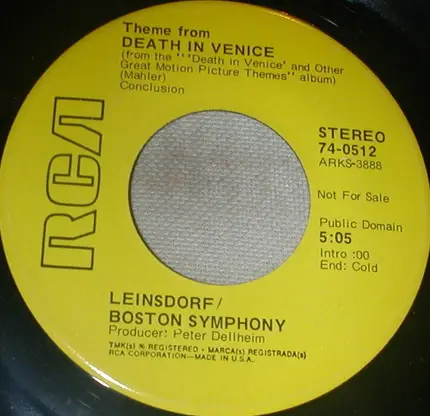 Theme from
DEATH IN VENICE
(from the "'"Death in Venice' and Other
Great Motion Picture Themes" album)
(Mahler)
Conclusion
RCA
STEREO
74-0512
ARKS-3888
Not For Sale
Public Domain
5:05
Intro :00
End: Cold
LEINSDORF/
BOSTON SYMPHONY
Producer: Peter Dellheim
TMK(s) ® REGISTERED • MARCA(s) REGISTRADA(s)
RCA CORPORATION—MADE IN U.S.A.